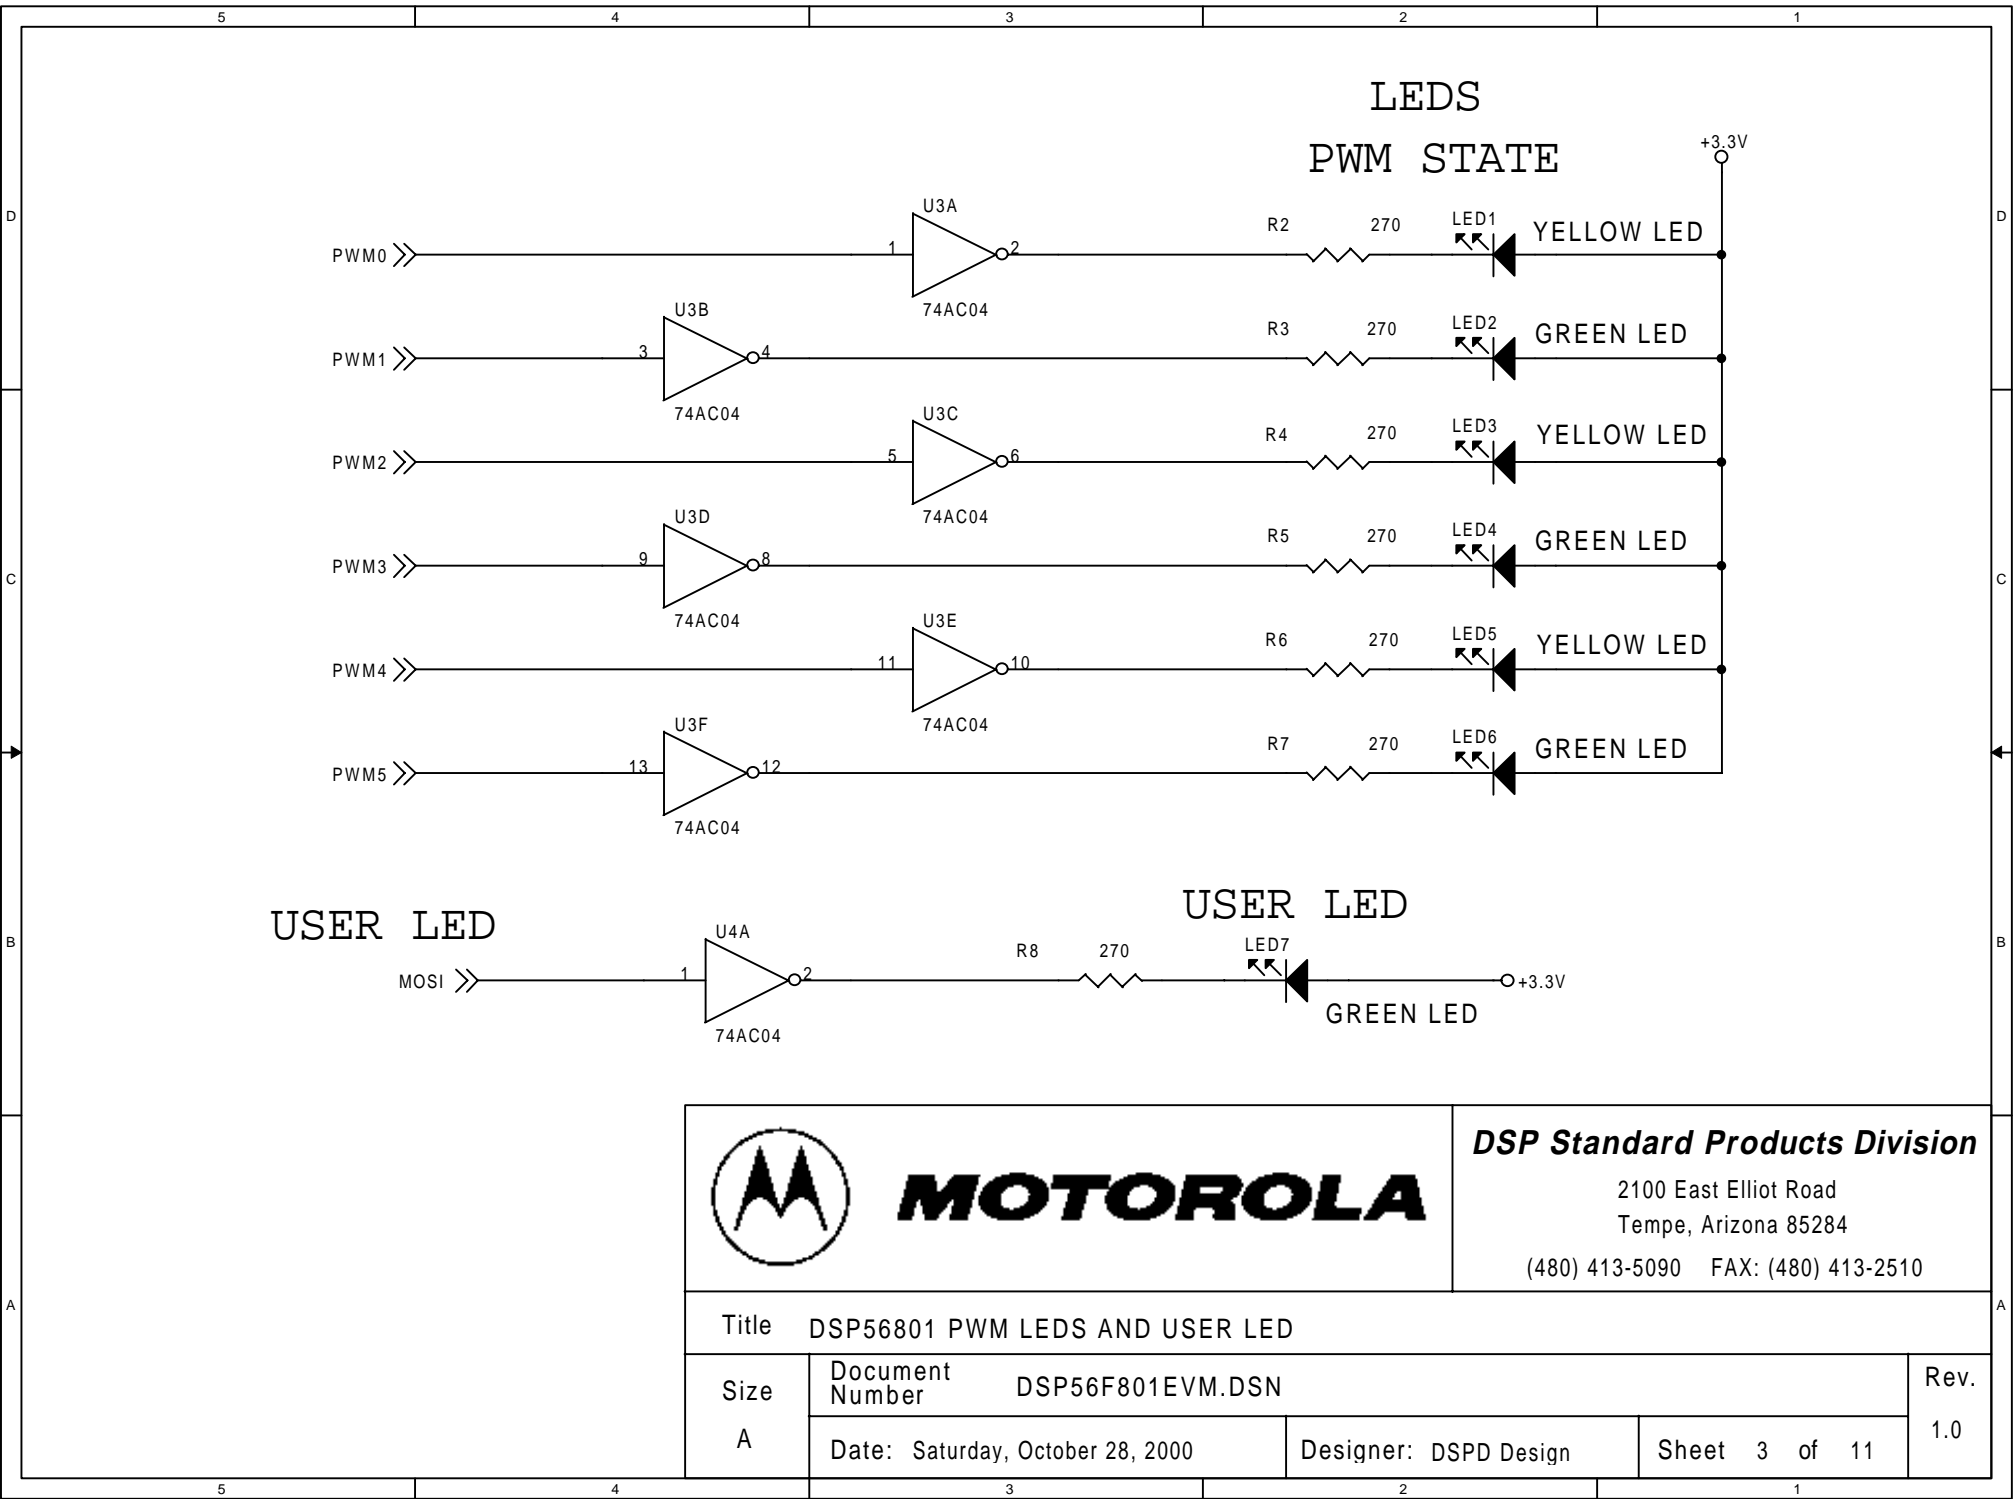 5 4 3 2 1
LEDS
PWM STATE
+3.3V
D D
U3A
R2 270 LED1 YELLOW LED
PWM0 1 2
74AC04
U3B
R3 270 LED2 GREEN LED
PWM1 3 4
74AC04
U3C
R4 270 LED3 YELLOW LED
PWM2 5 6
74AC04
U3D
R5 270 LED4 GREEN LED
PWM3 9 8
C C
74AC04
U3E
R6 270 LED5 YELLOW LED
PWM4 11 10
74AC04
U3F
R7 270 LED6 GREEN LED
PWM5 13 12
74AC04
USER LED
USER LED
B B
U4A
R8 270 LED7
MOSI 1 2 +3.3V
GREEN LED
74AC04
MOTOROLA
DSP Standard Products Division
2100 East Elliot Road
Tempe, Arizona 85284
(480) 413-5090 FAX: (480) 413-2510
A A
Title DSP56801 PWM LEDS AND USER LED
Size
A
Document
Number DSP56F801EVM.DSN
Rev.
1.0
Date: Saturday, October 28, 2000
Designer: DSPD Design
Sheet 3 of 11
5 4 3 2 1